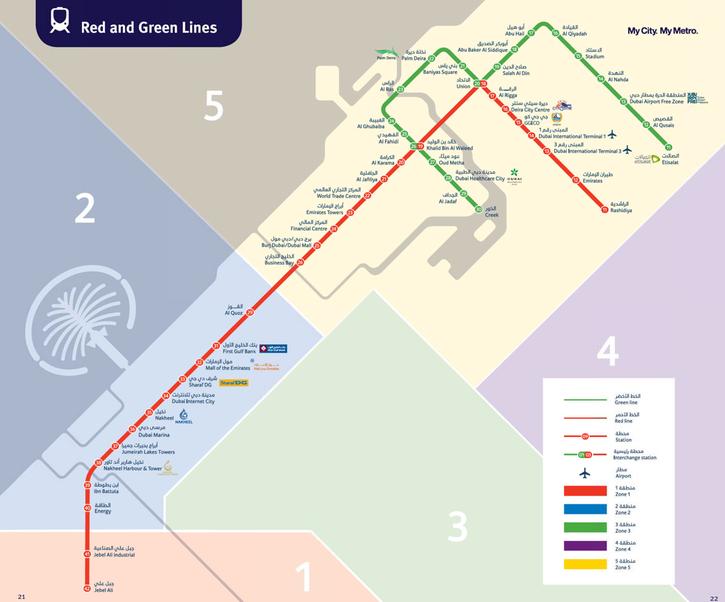 Red and Green Lines
My City. My Metro.
5
2
4
3
1
القيادة
Al Qiyadah
أبو هيل
Abu Hail
أبوبكر الصديق
Abu Baker Al Siddique
صلاح الدين
Salah Al Din
الاستاد
Stadium
النهدة
Al Nahda
المنطقة الحرة بمطار دبي
Dubai Airport Free Zone
القصيص
Al Qusais
اتصالات
Etisalat
نخلة ديرة
Palm Deira
Palm Deira
بني ياس
Baniyas Square
الاتحاد
Union
الراس
Al Ras
الغبيبة
Al Ghubaiba
الفهيدي
Al Fahidi
خالد بن الوليد
Khalid Bin Al Waleed
عود ميثاء
Oud Metha
مدينة دبي الطبية
Dubai Healthcare City
الجداف
Al Jadaf
الخور
Creek
الرقة
Al Rigga
ديرة سيتي سنتر
Deira City Centre
جي جي كو
GGECO
المبنى رقم 1
Dubai International Terminal 1
المبنى رقم 3
Dubai International Terminal 3
طيران الإمارات
Emirates
الراشدية
Rashidiya
الكرامة
Al Karama
الجافلية
Al Jafiliya
المركز التجاري العالمي
World Trade Centre
أبراج الإمارات
Emirates Towers
المركز المالي
Financial Centre
برج دبي/دبي مول
Burj Dubai/Dubai Mall
الخليج التجاري
Business Bay
القوز
Al Quoz
بنك الخليج الأول
First Gulf Bank
مول الإمارات
Mall of the Emirates
شرف دي جي
Sharaf DG
Sharaf DG
مدينة دبي للانترنت
Dubai Internet City
نخيل
Nakheel
NAKHEEL
مرسى دبي
Dubai Marina
أبراج بحيرات جميرا
Jumeirah Lakes Towers
نخيل هاربر آند تاور
Nakheel Harbour & Tower
ابن بطوطة
Ibn Battuta
الطاقة
Energy
جبل علي الصناعية
Jebel Ali Industrial
جبل علي
Jebel Ali
الخط الأخضر
Green line
الخط الأحمر
Red line
محطة
Station
محطة رئيسية
Interchange station
مطار
Airport
منطقة 1
Zone 1
منطقة 2
Zone 2
منطقة 3
Zone 3
منطقة 4
Zone 4
منطقة 5
Zone 5
21
22